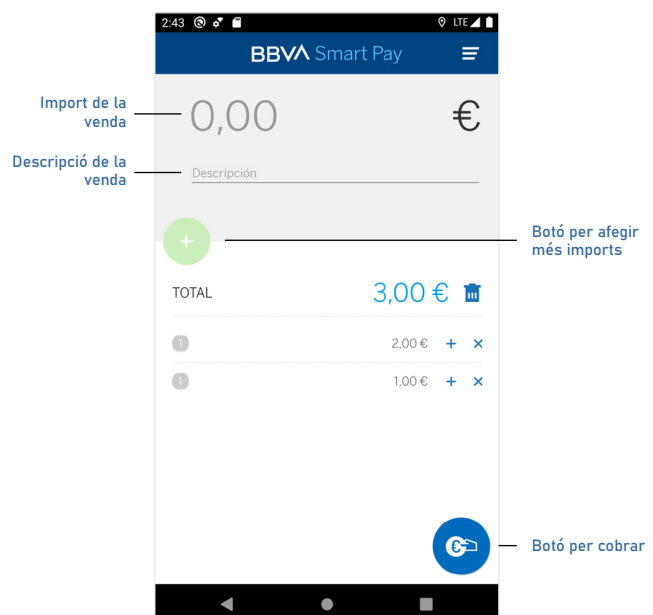 2:43 LTE
BBVA Smart Pay
Import de la
venda
0,00 €
Descripció de la
venda
Descripción
+
Botó per afegir
més imports
TOTAL 3,00 €
1 2,00 € + ×
1 1,00 € + ×
€
Botó per cobrar